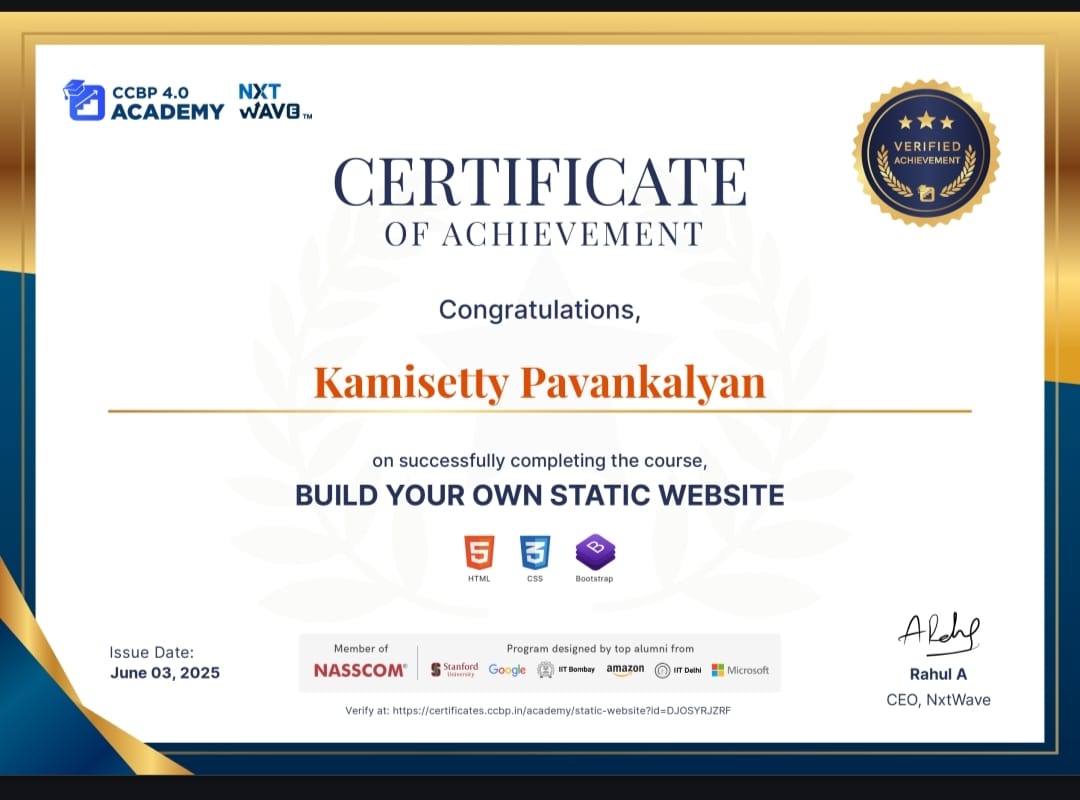 CCBP 4.0
ACADEMY
NXT
WAVE™
VERIFIED
ACHIEVEMENT
CERTIFICATE
OF ACHIEVEMENT
Congratulations,
Kamisetty Pavankalyan
on successfully completing the course,
BUILD YOUR OWN STATIC WEBSITE
5
3
B
HTML
CSS
Bootstrap
Issue Date:
June 03, 2025
Member of
NASSCOM®
Program designed by top alumni from
S Stanford University
Google
IIT Bombay
amazon
IIT Delhi
Microsoft
Verify at: https://certificates.ccbp.in/academy/static-website?id=DJOSYRJZRF
Rahul A
CEO, NxtWave